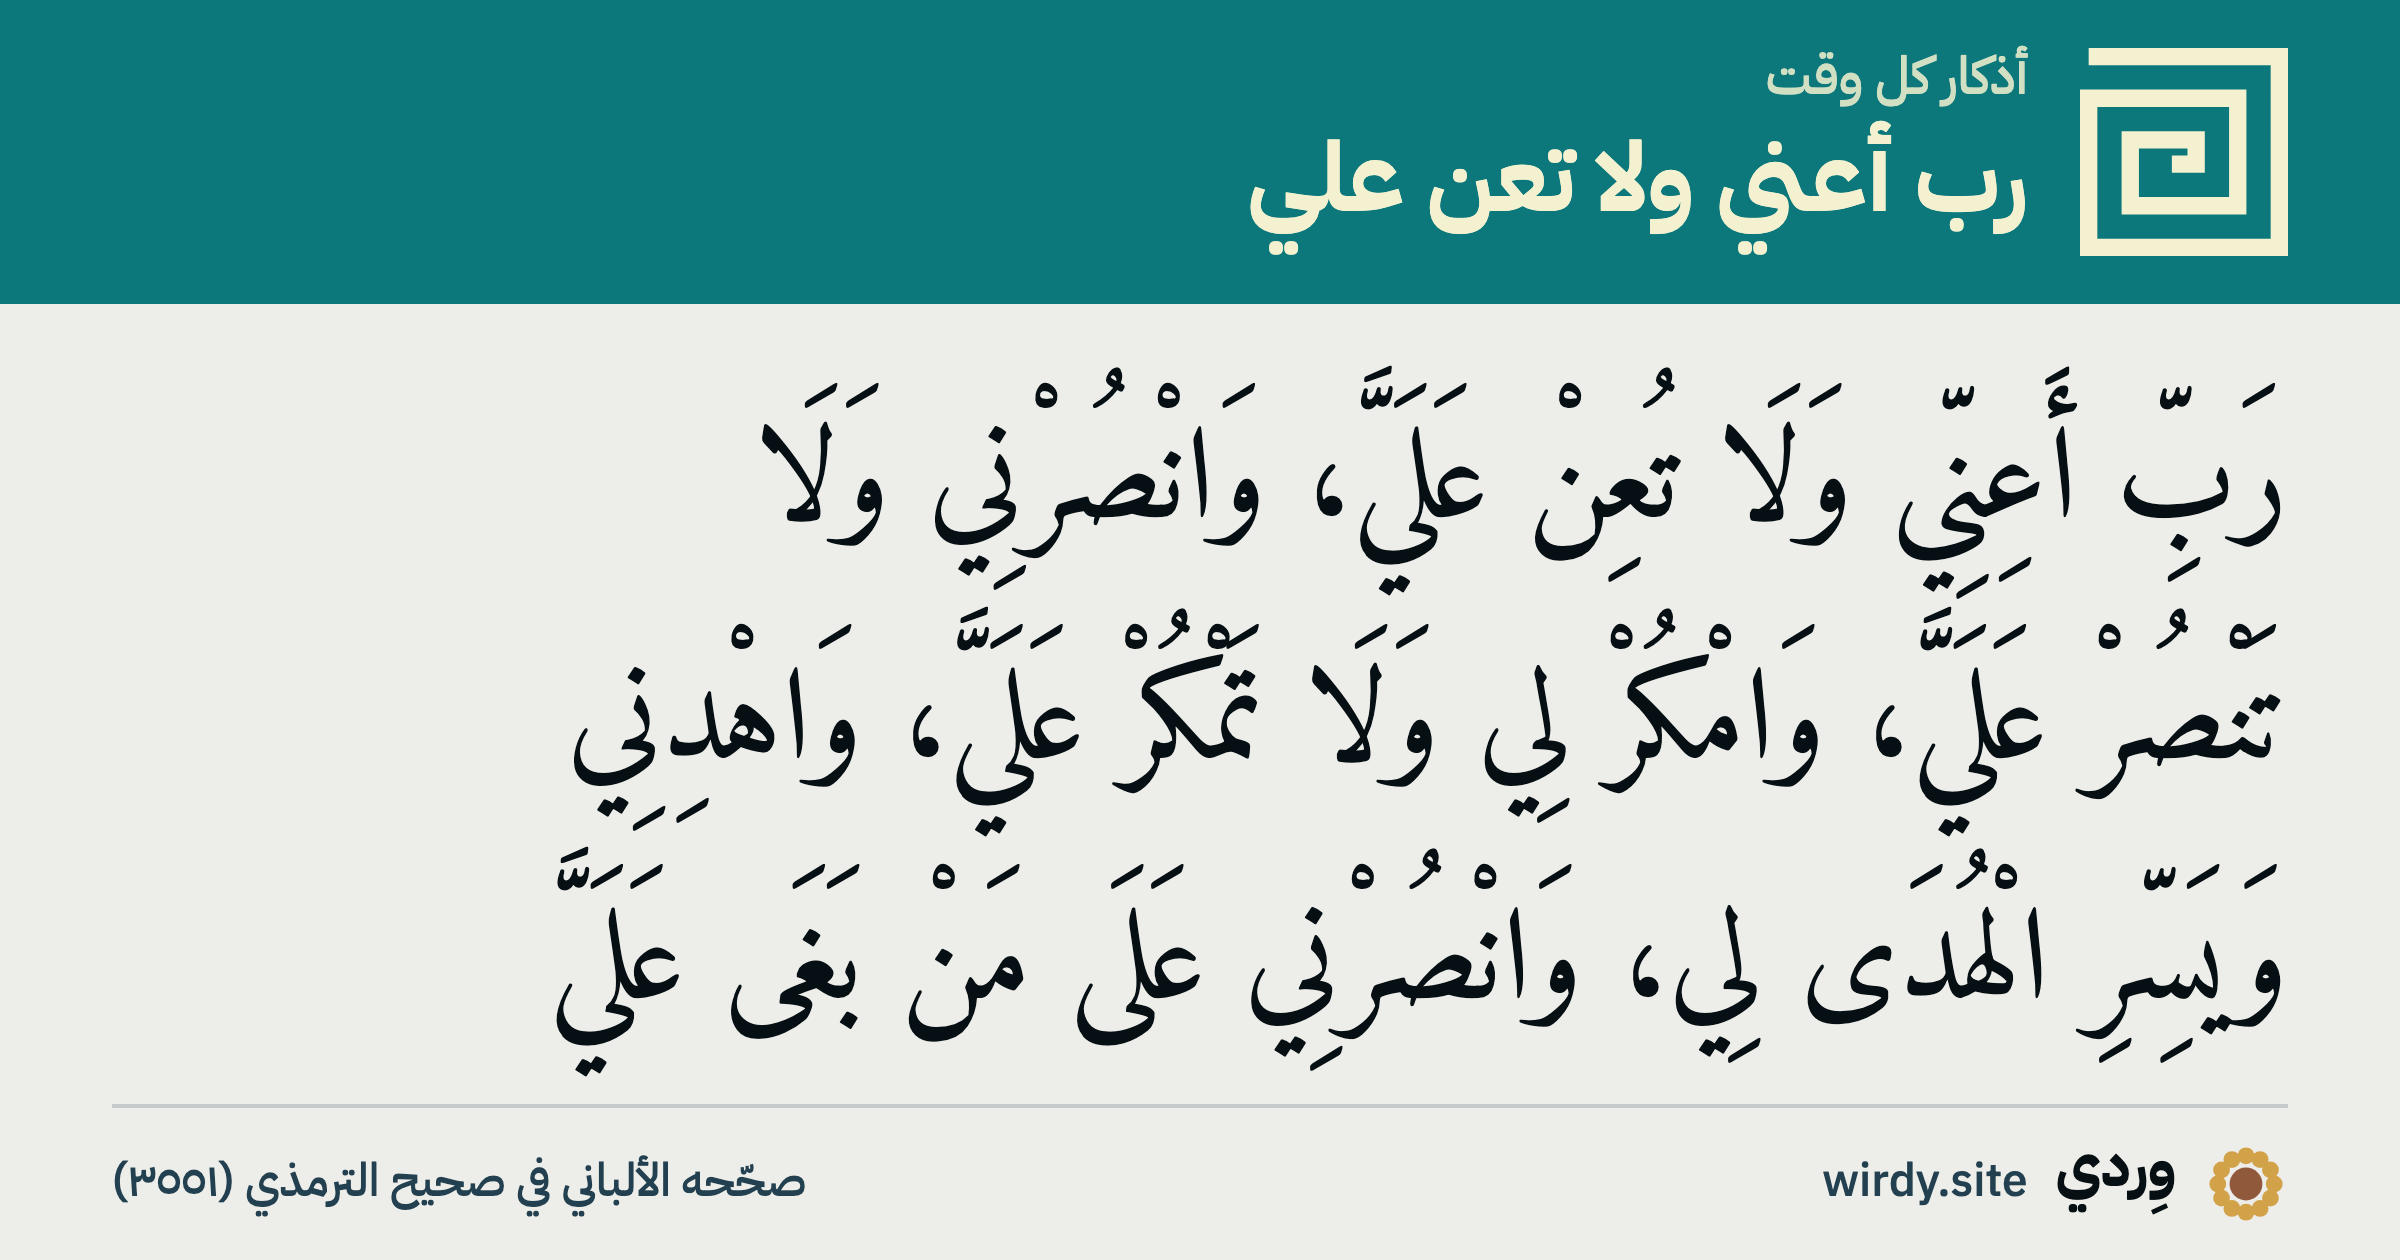 أذكار كل وقت
رب أعني ولا تعن علي
رَبِّ أَعِنِّي وَلَا تُعِنْ عَلَيَّ، وَانْصُرْنِي وَلَا
تَنْصُرْ عَلَيَّ، وَامْكُرْ لِي وَلَا تَمْكُرْ عَلَيَّ، وَاهْدِنِي
وَيَسِّرِ الْهُدَى لِي، وَانْصُرْنِي عَلَى مَنْ بَغَى عَلَيَّ
وِردي wirdy.site
صحّحه الألباني في صحيح الترمذي (٣٥٥١)